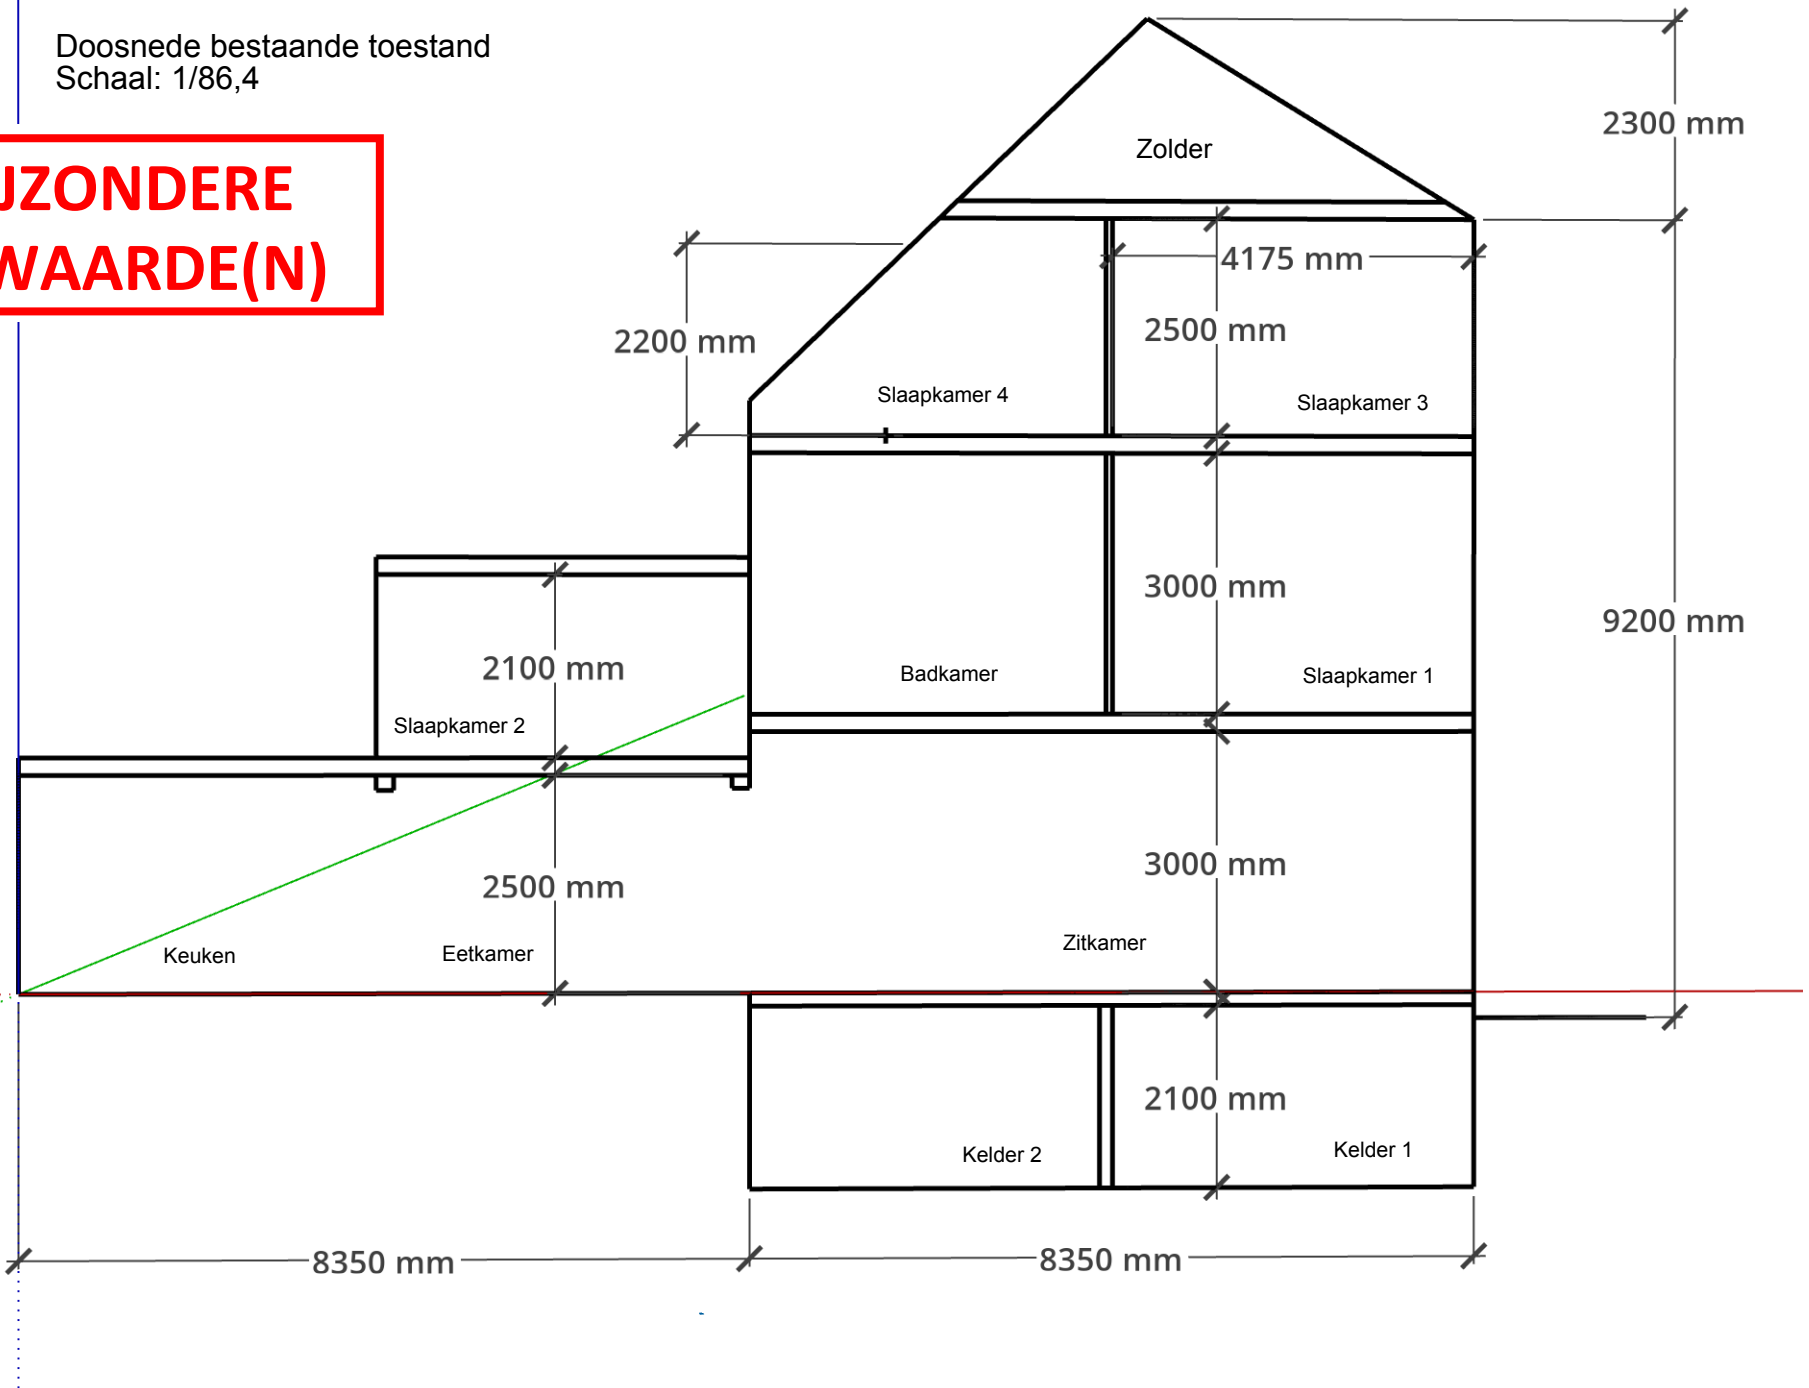 Doosnede bestaande toestand
Schaal: 1/86,4
JZONDERE
WAARDE(N)
2300 mm
Zolder
4175 mm
2200 mm
2500 mm
Slaapkamer 4
Slaapkamer 3
3000 mm
9200 mm
2100 mm
Badkamer
Slaapkamer 1
Slaapkamer 2
2500 mm
3000 mm
Keuken
Eetkamer
Zitkamer
2100 mm
Kelder 2
Kelder 1
8350 mm
8350 mm